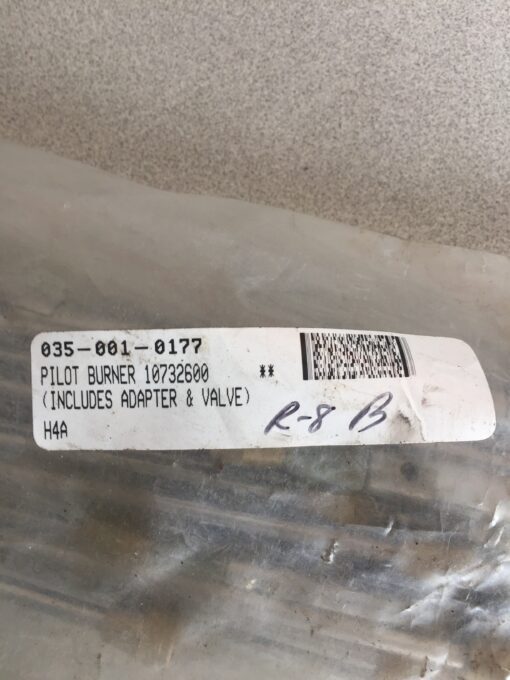 035-001-0177
PILOT BURNER 10732600 **
(INCLUDES ADAPTER & VALVE)
H4A
R-8 B